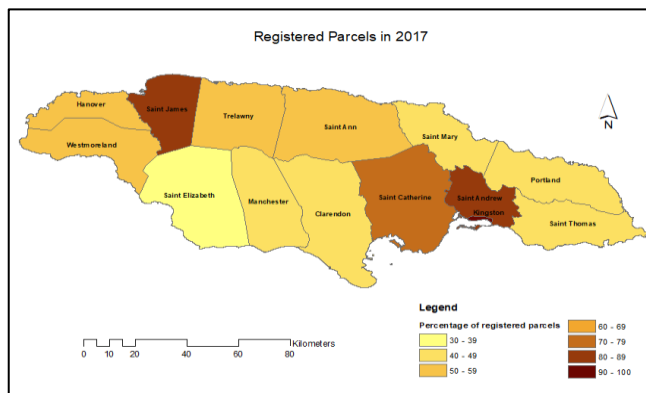 Registered Parcels in 2017
Hanover
Saint James
Trelawny
Saint Ann
Westmoreland
Saint Mary
N
Portland
Saint Elizabeth
Manchester
Clarendon
Saint Catherine
Saint Andrew
Kingston
Saint Thomas
Legend
Percentage of registered parcels
30 - 39
40 - 49
50 - 59
60 - 69
70 - 79
80 - 89
90 - 100
Kilometers
0 5 10 20 40 60 80